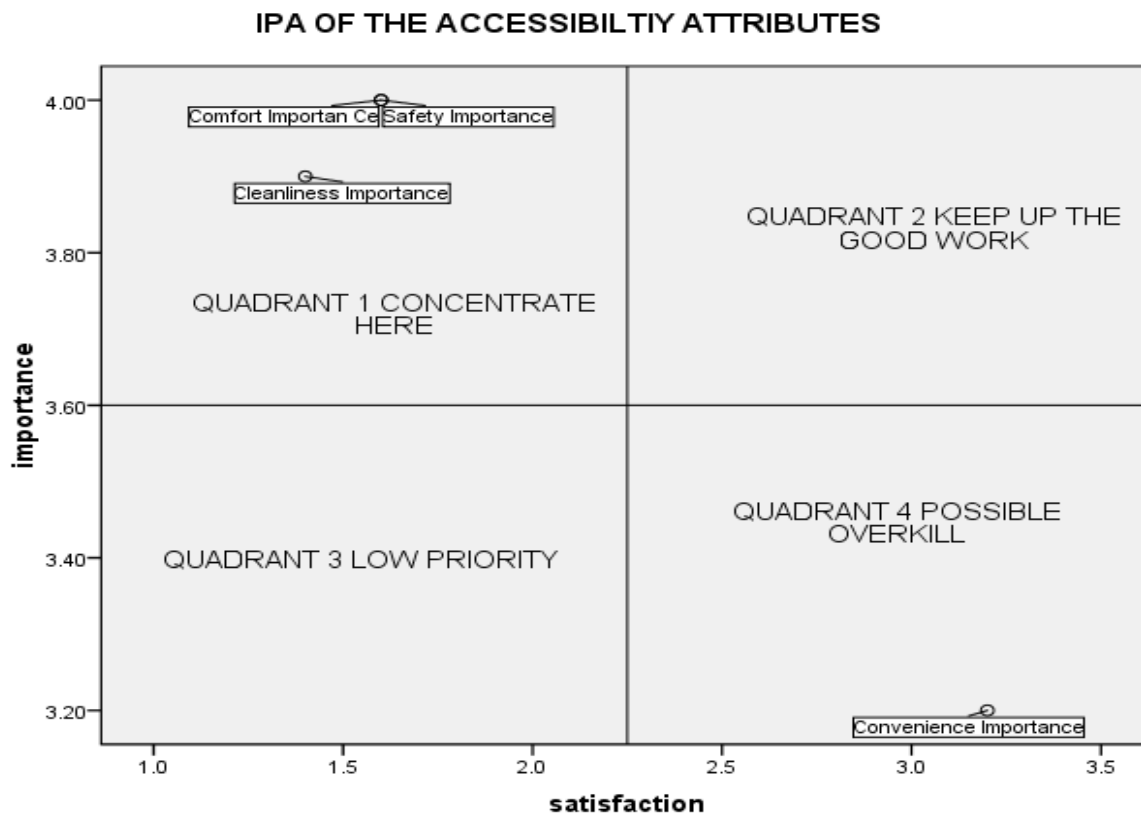 IPA OF THE ACCESSIBILTIY ATTRIBUTES
importance
4.00
3.80
3.60
3.40
3.20
Comfort Importan Ce
Safety Importance
Cleanliness Importance
QUADRANT 2 KEEP UP THE
GOOD WORK
QUADRANT 1 CONCENTRATE
HERE
QUADRANT 4 POSSIBLE
OVERKILL
QUADRANT 3 LOW PRIORITY
Convenience Importance
1.0
1.5
2.0
2.5
3.0
3.5
satisfaction